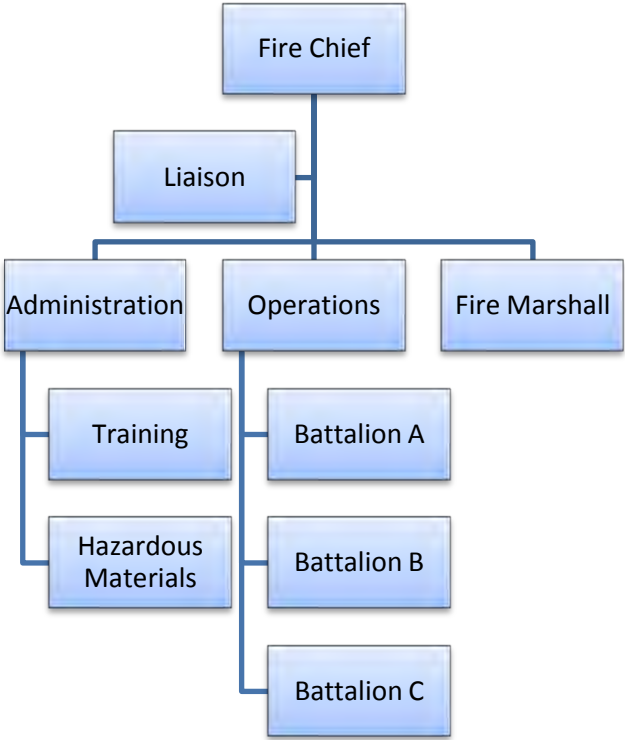 Fire Chief
Liaison
Administration
Operations
Fire Marshall
Training
Battalion A
Hazardous
Materials
Battalion B
Battalion C